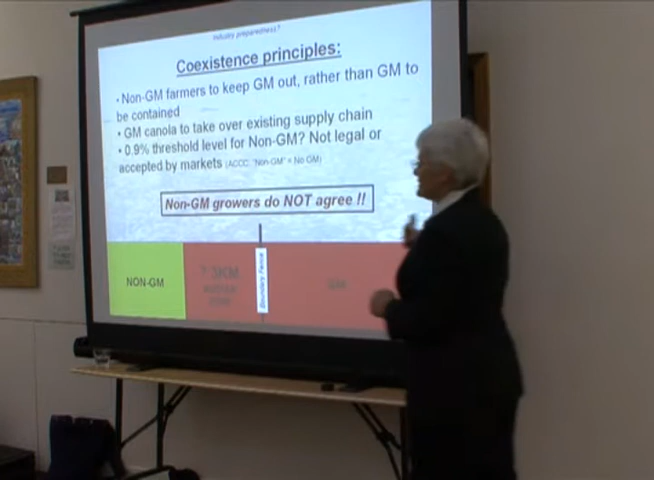 Industry preparedness?
Coexistence principles:
• Non-GM farmers to keep GM out, rather than GM to
be contained
• GM canola to take over existing supply chain
• 0.9% threshold level for Non-GM? Not legal or
accepted by markets (ACCC: "Non-GM" = No GM)
Non-GM growers do NOT agree !!
NON-GM
Boundary Fence
GM